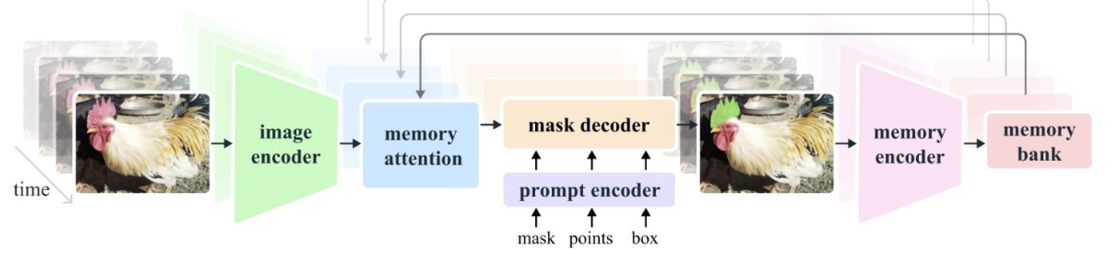 time
image
encoder
memory
attention
mask decoder
prompt encoder
mask points box
memory
encoder
memory
bank